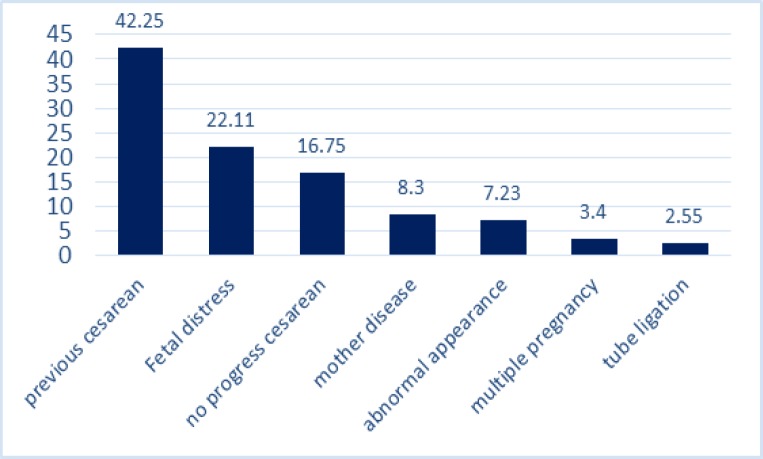 45
40
35
30
25
20
15
10
5
0
42.25
22.11
16.75
8.3
7.23
3.4
2.55
previous cesarean
Fetal distress
no progress cesarean
mother disease
abnormal appearance
multiple pregnancy
tube ligation